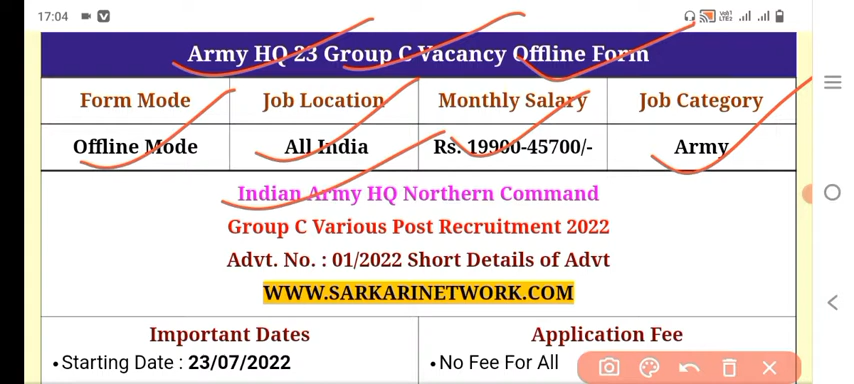 17:04
Vo1) LTE2
Army HQ 23 Group C Vacancy Offline Form
Form Mode Job Location Monthly Salary Job Category
Offline Mode All India Rs. 19900-45700/- Army
Indian Army HQ Northern Command
Group C Various Post Recruitment 2022
Advt. No. : 01/2022 Short Details of Advt
WWW.SARKARINETWORK.COM
Important Dates Application Fee
•Starting Date : 23/07/2022 •No Fee For All